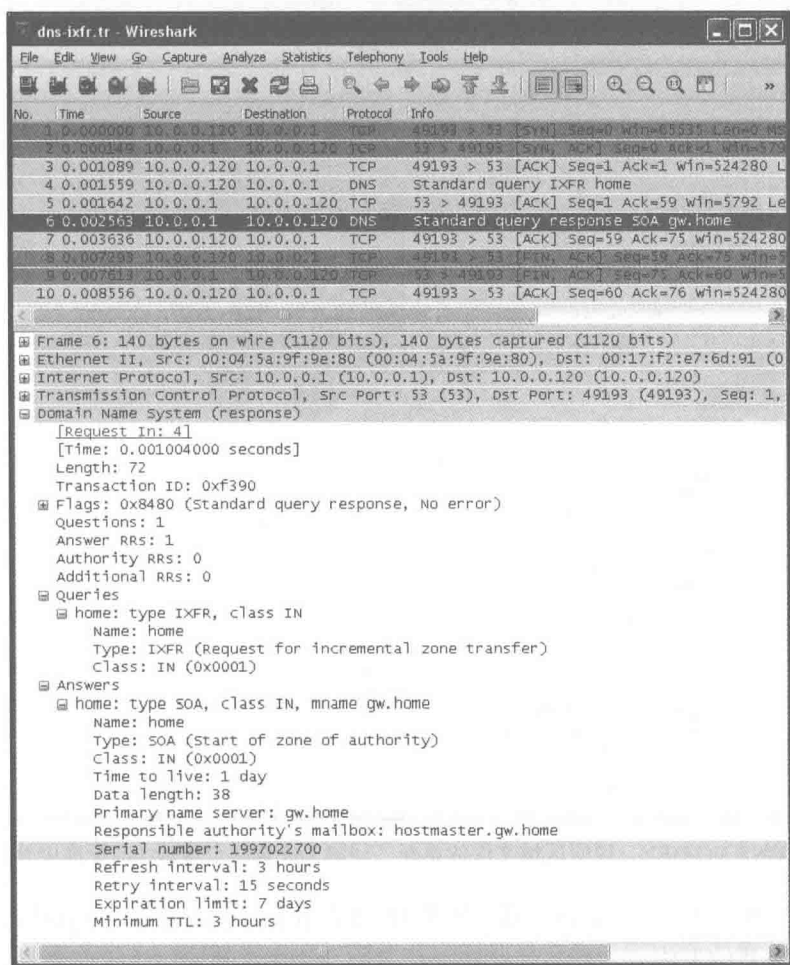 dns-ixfr.tr - Wireshark
File Edit View Go Capture Analyze Statistics Telephony Tools Help
No. Time Source Destination Protocol Info
1 0.000000 10.0.0.120 10.0.0.1 TCP 49193 > 53 [SYN] Seq=0 Win=65535 Len=0 MS
2 0.000149 10.0.0.1 10.0.0.120 TCP 53 > 49193 [SYN, ACK] Seq=0 Ack=1 Win=579
3 0.001089 10.0.0.120 10.0.0.1 TCP 49193 > 53 [ACK] Seq=1 Ack=1 Win=524280 L
4 0.001559 10.0.0.120 10.0.0.1 DNS Standard query IXFR home
5 0.001642 10.0.0.1 10.0.0.120 TCP 53 > 49193 [ACK] Seq=1 Ack=59 Win=5792 Le
6 0.002563 10.0.0.1 10.0.0.120 DNS Standard query response SOA gw.home
7 0.003636 10.0.0.120 10.0.0.1 TCP 49193 > 53 [ACK] Seq=59 Ack=75 Win=524280
8 0.007293 10.0.0.120 10.0.0.1 TCP 49193 > 53 [FIN, ACK] Seq=59 Ack=75 Win=
9 0.007613 10.0.0.1 10.0.0.120 TCP 53 > 49193 [FIN, ACK] Seq=75 Ack=60 Win=5
10 0.008556 10.0.0.120 10.0.0.1 TCP 49193 > 53 [ACK] Seq=60 Ack=76 Win=524280
Frame 6: 140 bytes on wire (1120 bits), 140 bytes captured (1120 bits)
Ethernet II, Src: 00:04:5a:9f:9e:80 (00:04:5a:9f:9e:80), Dst: 00:17:f2:e7:6d:91 (0
Internet Protocol, Src: 10.0.0.1 (10.0.0.1), Dst: 10.0.0.120 (10.0.0.120)
Transmission Control Protocol, Src Port: 53 (53), Dst Port: 49193 (49193), Seq: 1,
Domain Name System (response)
[Request In: 4]
[Time: 0.001004000 seconds]
Length: 72
Transaction ID: 0xf390
Flags: 0x8480 (Standard query response, No error)
Questions: 1
Answer RRs: 1
Authority RRs: 0
Additional RRs: 0
Queries
home: type IXFR, class IN
Name: home
Type: IXFR (Request for incremental zone transfer)
Class: IN (0x0001)
Answers
home: type SOA, class IN, mname gw.home
Name: home
Type: SOA (Start of zone of authority)
Class: IN (0x0001)
Time to live: 1 day
Data length: 38
Primary name server: gw.home
Responsible authority's mailbox: hostmaster.gw.home
Serial number: 1997022700
Refresh interval: 3 hours
Retry interval: 15 seconds
Expiration limit: 7 days
Minimum TTL: 3 hours